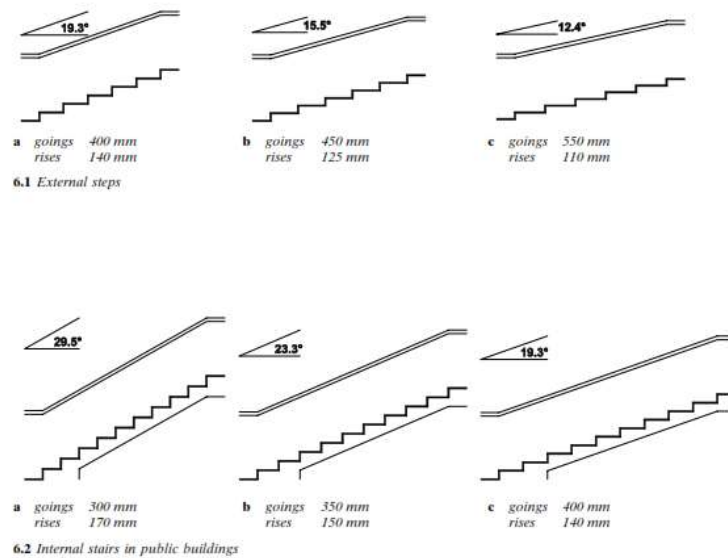 19.3°
15.5°
12.4°
a goings 400 mm
rises 140 mm
b goings 450 mm
rises 125 mm
c goings 550 mm
rises 110 mm
6.1 External steps
29.5°
23.3°
19.3°
a goings 300 mm
rises 170 mm
b goings 350 mm
rises 150 mm
c goings 400 mm
rises 140 mm
6.2 Internal stairs in public buildings